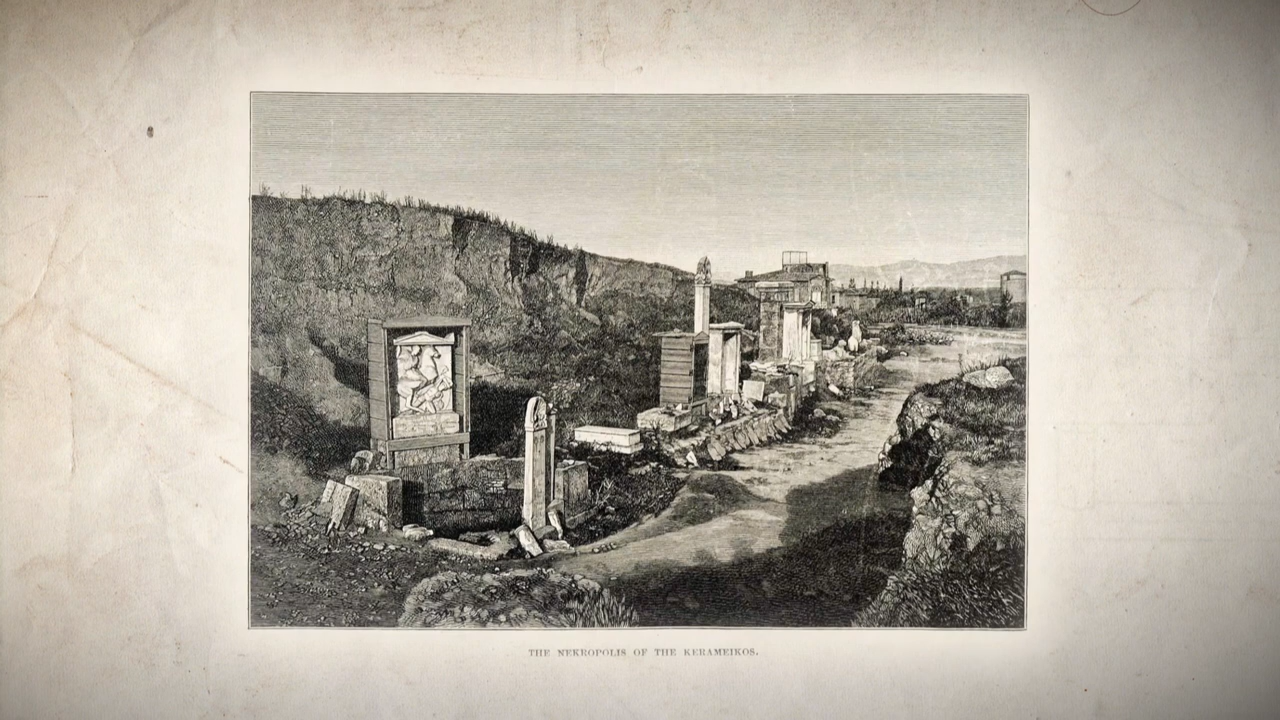 THE NEKROPOLIS OF THE KERAMEIKOS.